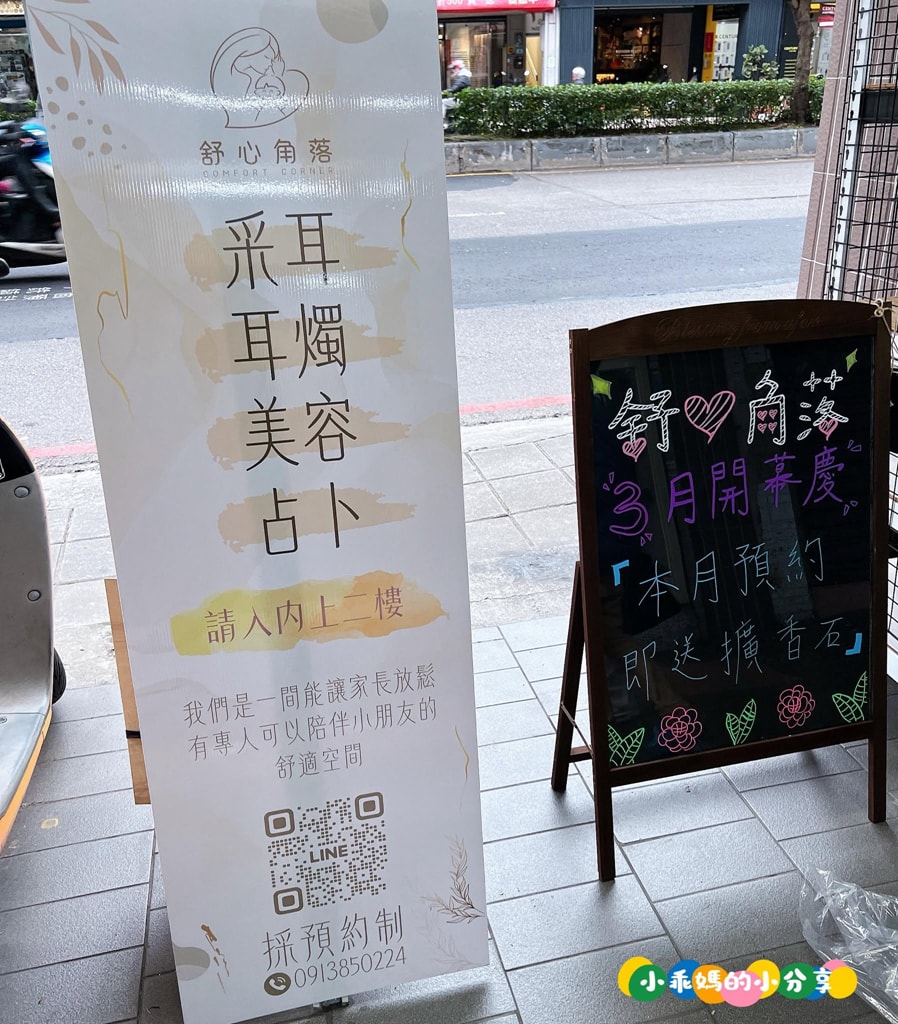 舒心角落
COMFORT CORNER
采耳
耳燭
美容
占卜
請入內上二樓
我們是一間能讓家長放鬆
有專人可以陪伴小朋友的
舒適空間
LINE
採預約制
0913850224
舒♡角落
3月開幕慶
『本月預約
即送擴香石』
小乖媽的小分享